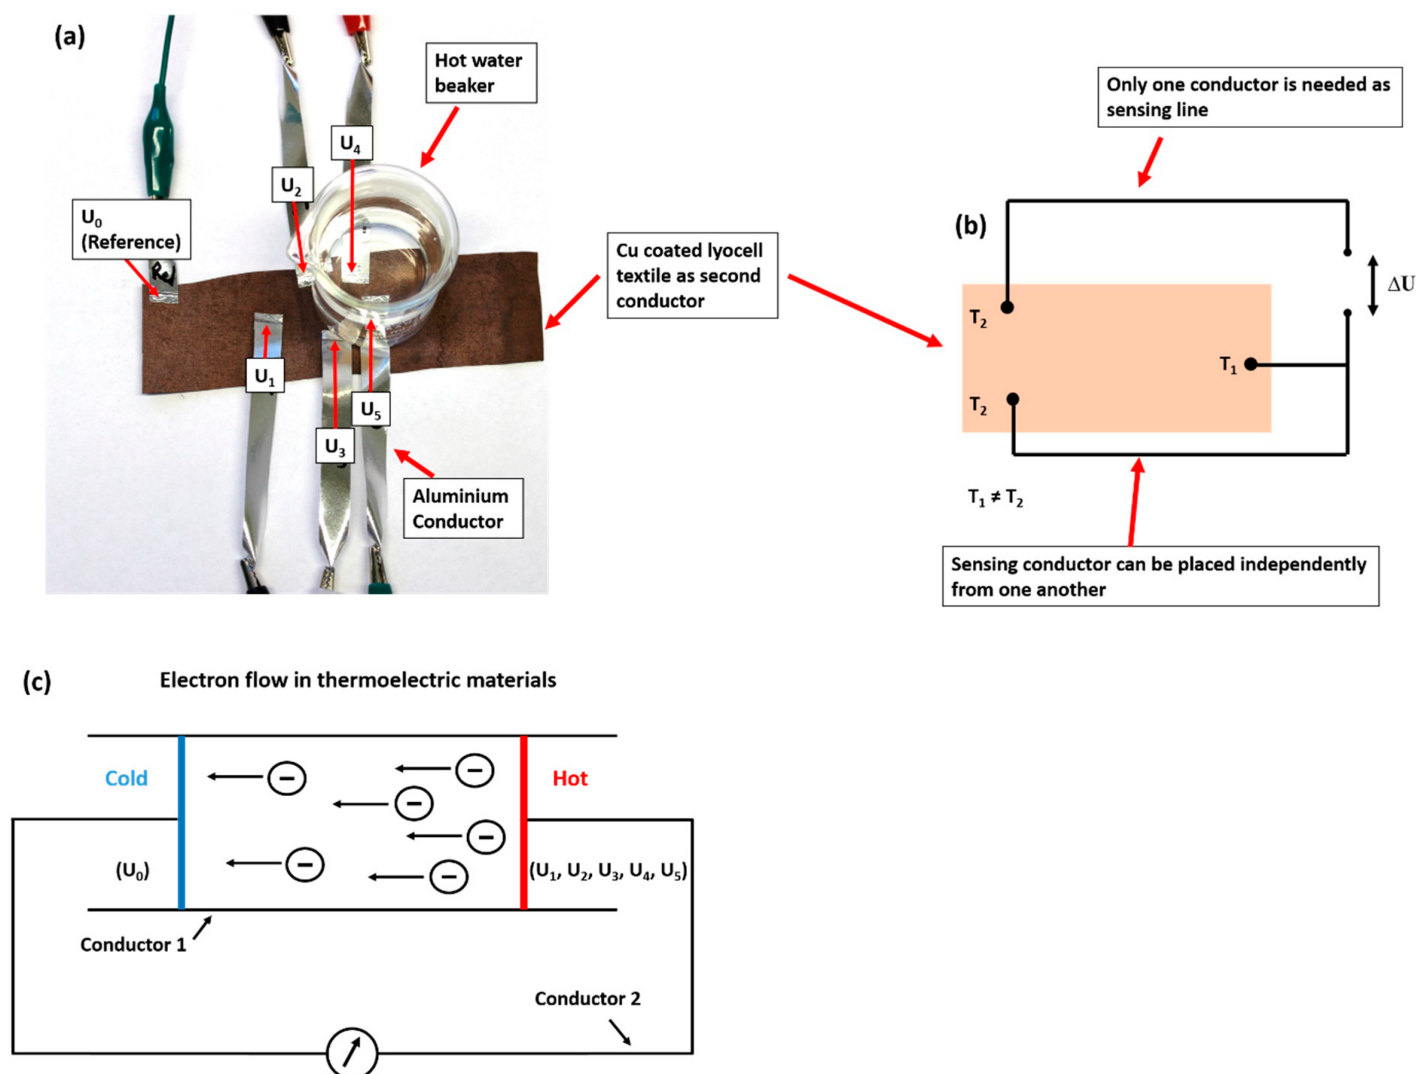 (a)
Hot water
beaker
U₄
U₂
U₀
(Reference)
Ref
U₁
U₃
U₅
Cu coated lyocell
textile as second
conductor
Aluminium
Conductor
Only one conductor is needed as
sensing line
(b)
ΔU
T₂
T₁
T₂
T₁ ≠ T₂
Sensing conductor can be placed independently
from one another
(c)
Electron flow in thermoelectric materials
Cold
Hot
(U₀)
(U₁, U₂, U₃, U₄, U₅)
Conductor 1
Conductor 2